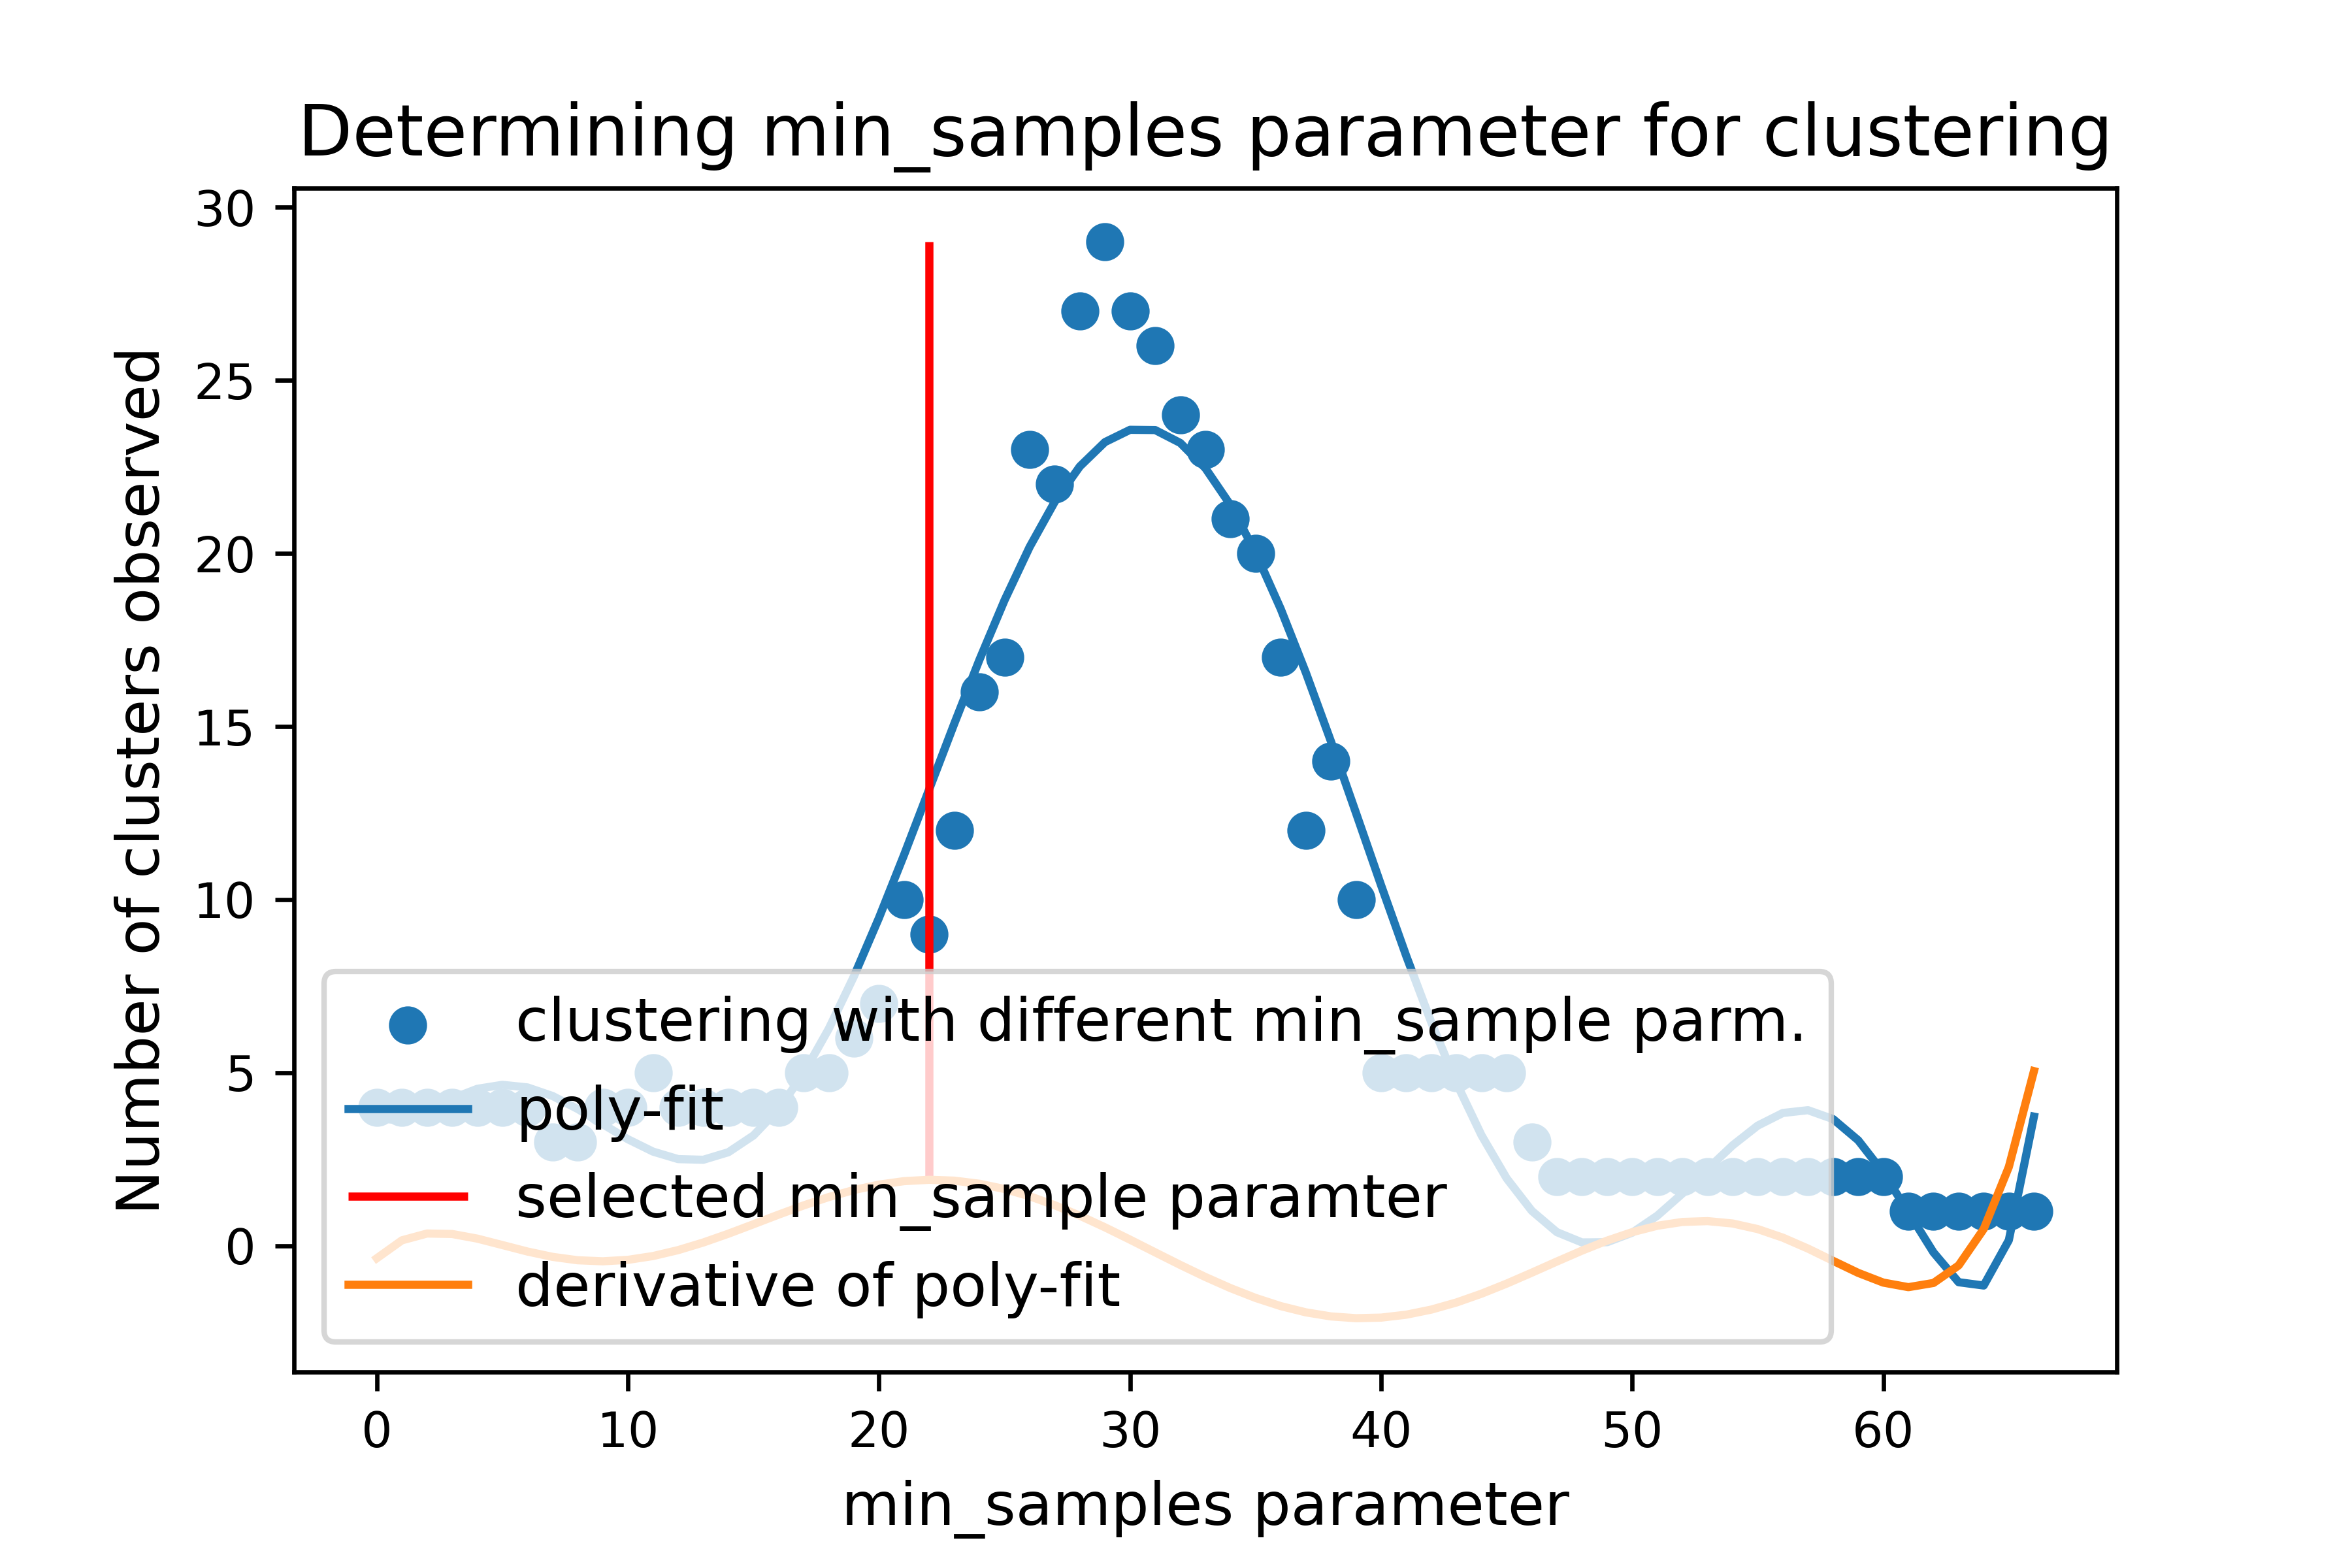 Determining min_samples parameter for clustering
30
25
20
15
10
5
0
Number of clusters observed
clustering with different min_sample parm.
poly-fit
selected min_sample paramter
derivative of poly-fit
0 10 20 30 40 50 60
min_samples parameter